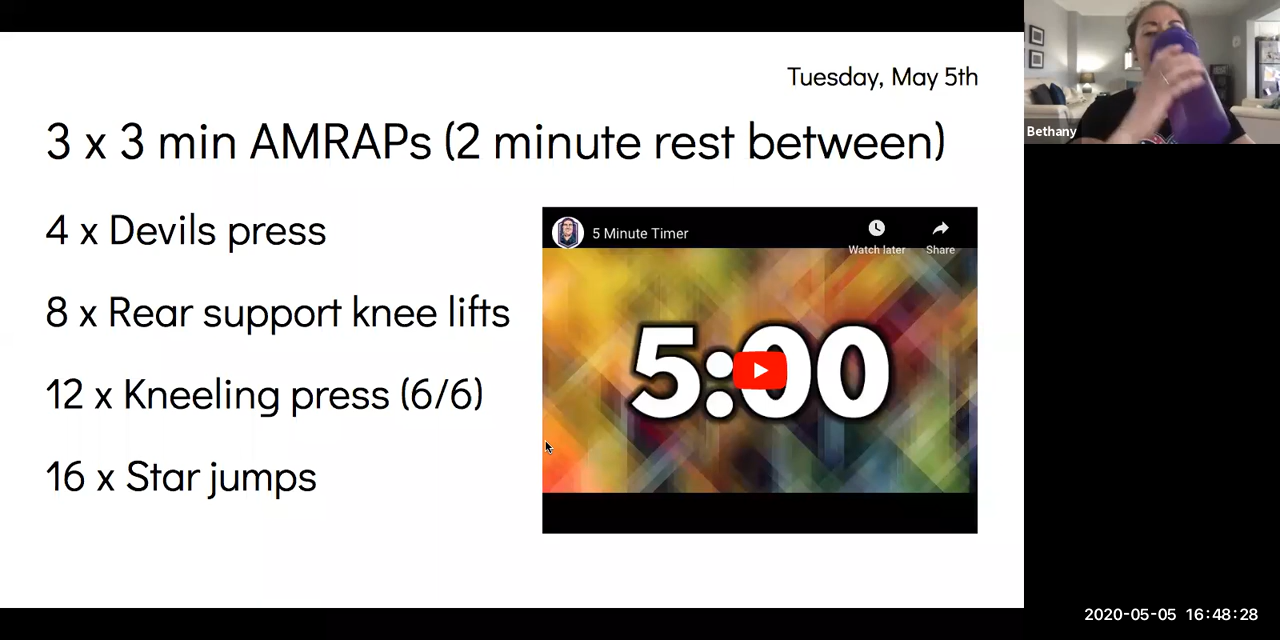 Tuesday, May 5th
3 x 3 min AMRAPs (2 minute rest between)
4 x Devils press
8 x Rear support knee lifts
12 x Kneeling press (6/6)
16 x Star jumps
5 Minute Timer
Watch later
Share
5:00
Bethany
2020-05-05 16:48:28